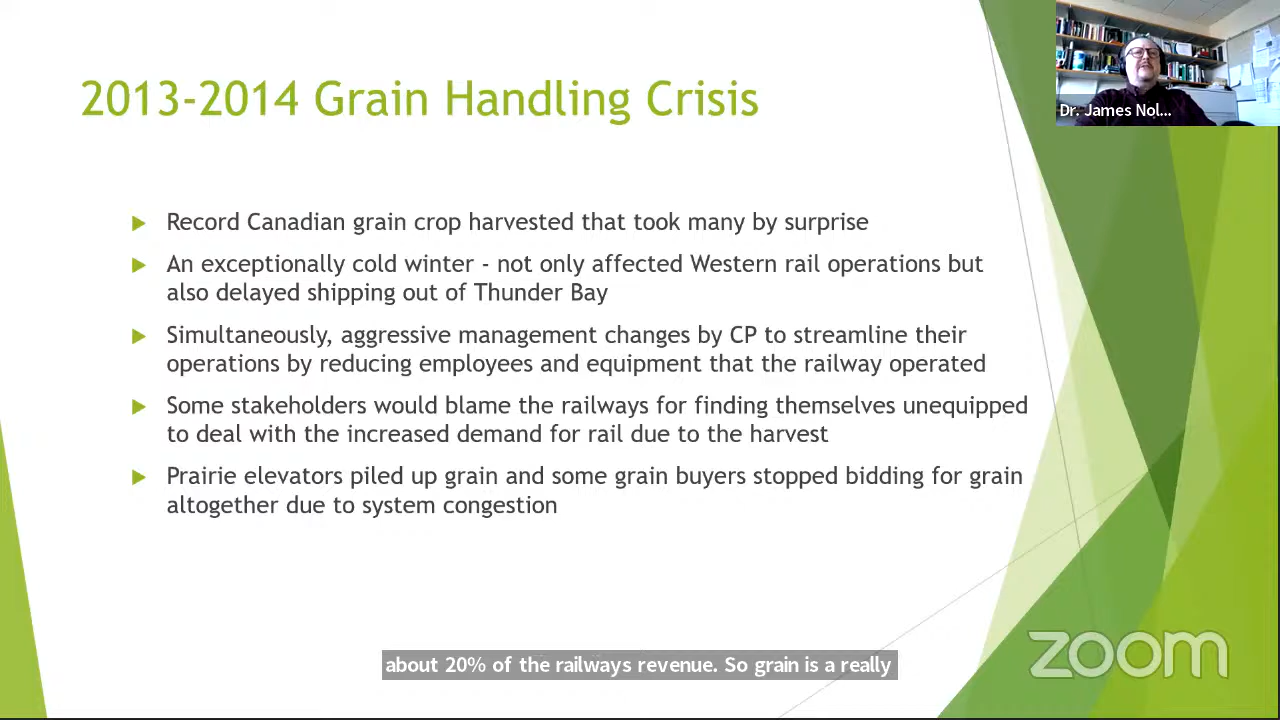 2013-2014 Grain Handling Crisis
Dr. James Nol...
Record Canadian grain crop harvested that took many by surprise
An exceptionally cold winter - not only affected Western rail operations but
also delayed shipping out of Thunder Bay
Simultaneously, aggressive management changes by CP to streamline their
operations by reducing employees and equipment that the railway operated
Some stakeholders would blame the railways for finding themselves unequipped
to deal with the increased demand for rail due to the harvest
Prairie elevators piled up grain and some grain buyers stopped bidding for grain
altogether due to system congestion
about 20% of the railways revenue. So grain is a really
zoom